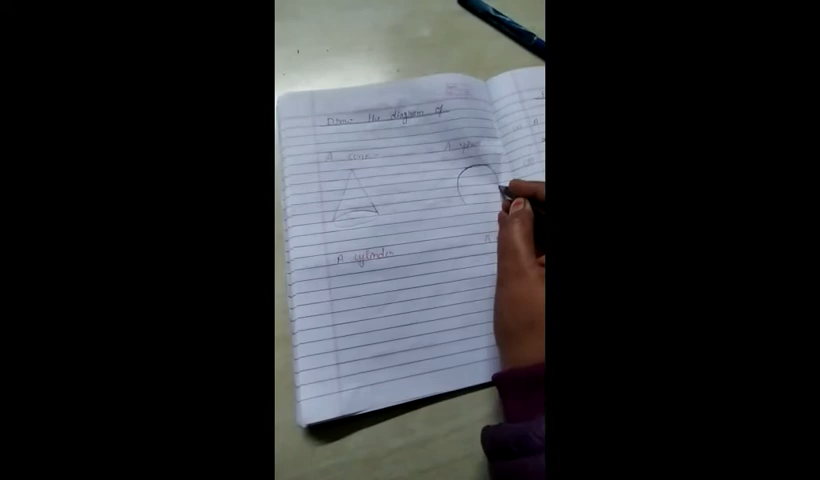 Draw the diagram of
A cone
A sphere
A cylinder